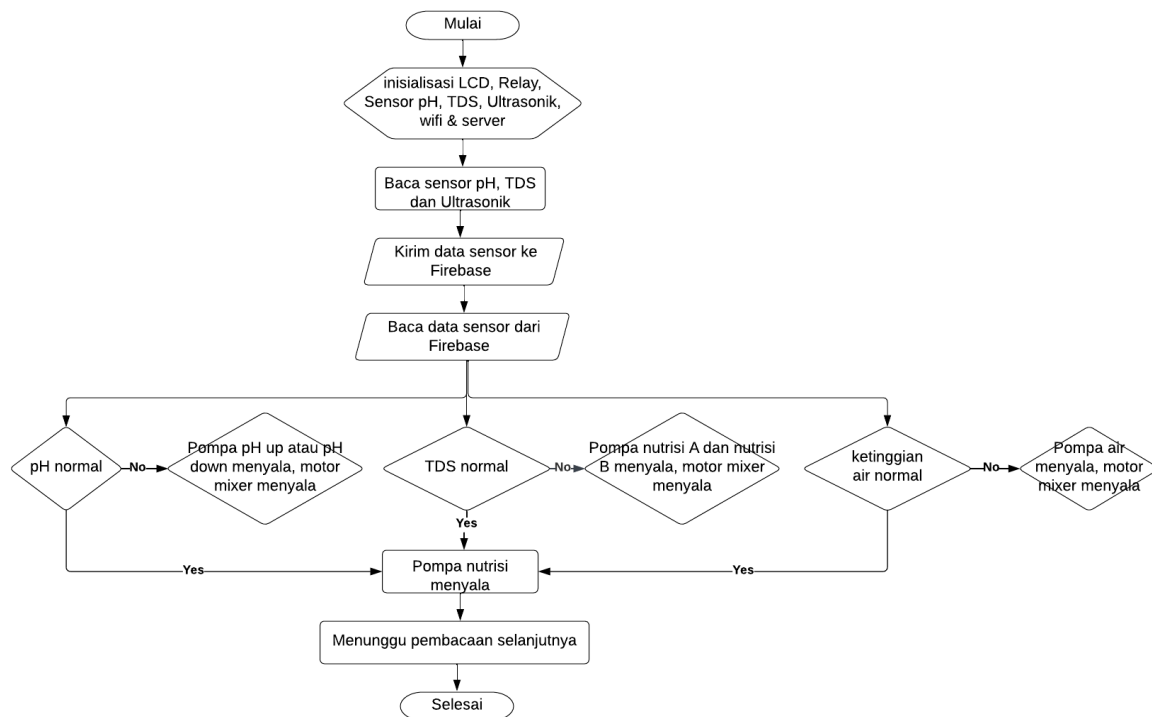 Mulai
inisialisasi LCD, Relay,
Sensor pH, TDS, Ultrasonik,
wifi & server
Baca sensor pH, TDS
dan Ultrasonik
Kirim data sensor ke
Firebase
Baca data sensor dari
Firebase
pH normal
No
Pompa pH up atau pH
down menyala, motor
mixer menyala
TDS normal
No
Pompa nutrisi A dan nutrisi
B menyala, motor mixer
menyala
ketinggian
air normal
No
Pompa air
menyala, motor
mixer menyala
Yes
Yes
Pompa nutrisi
menyala
Yes
Menunggu pembacaan selanjutnya
Selesai